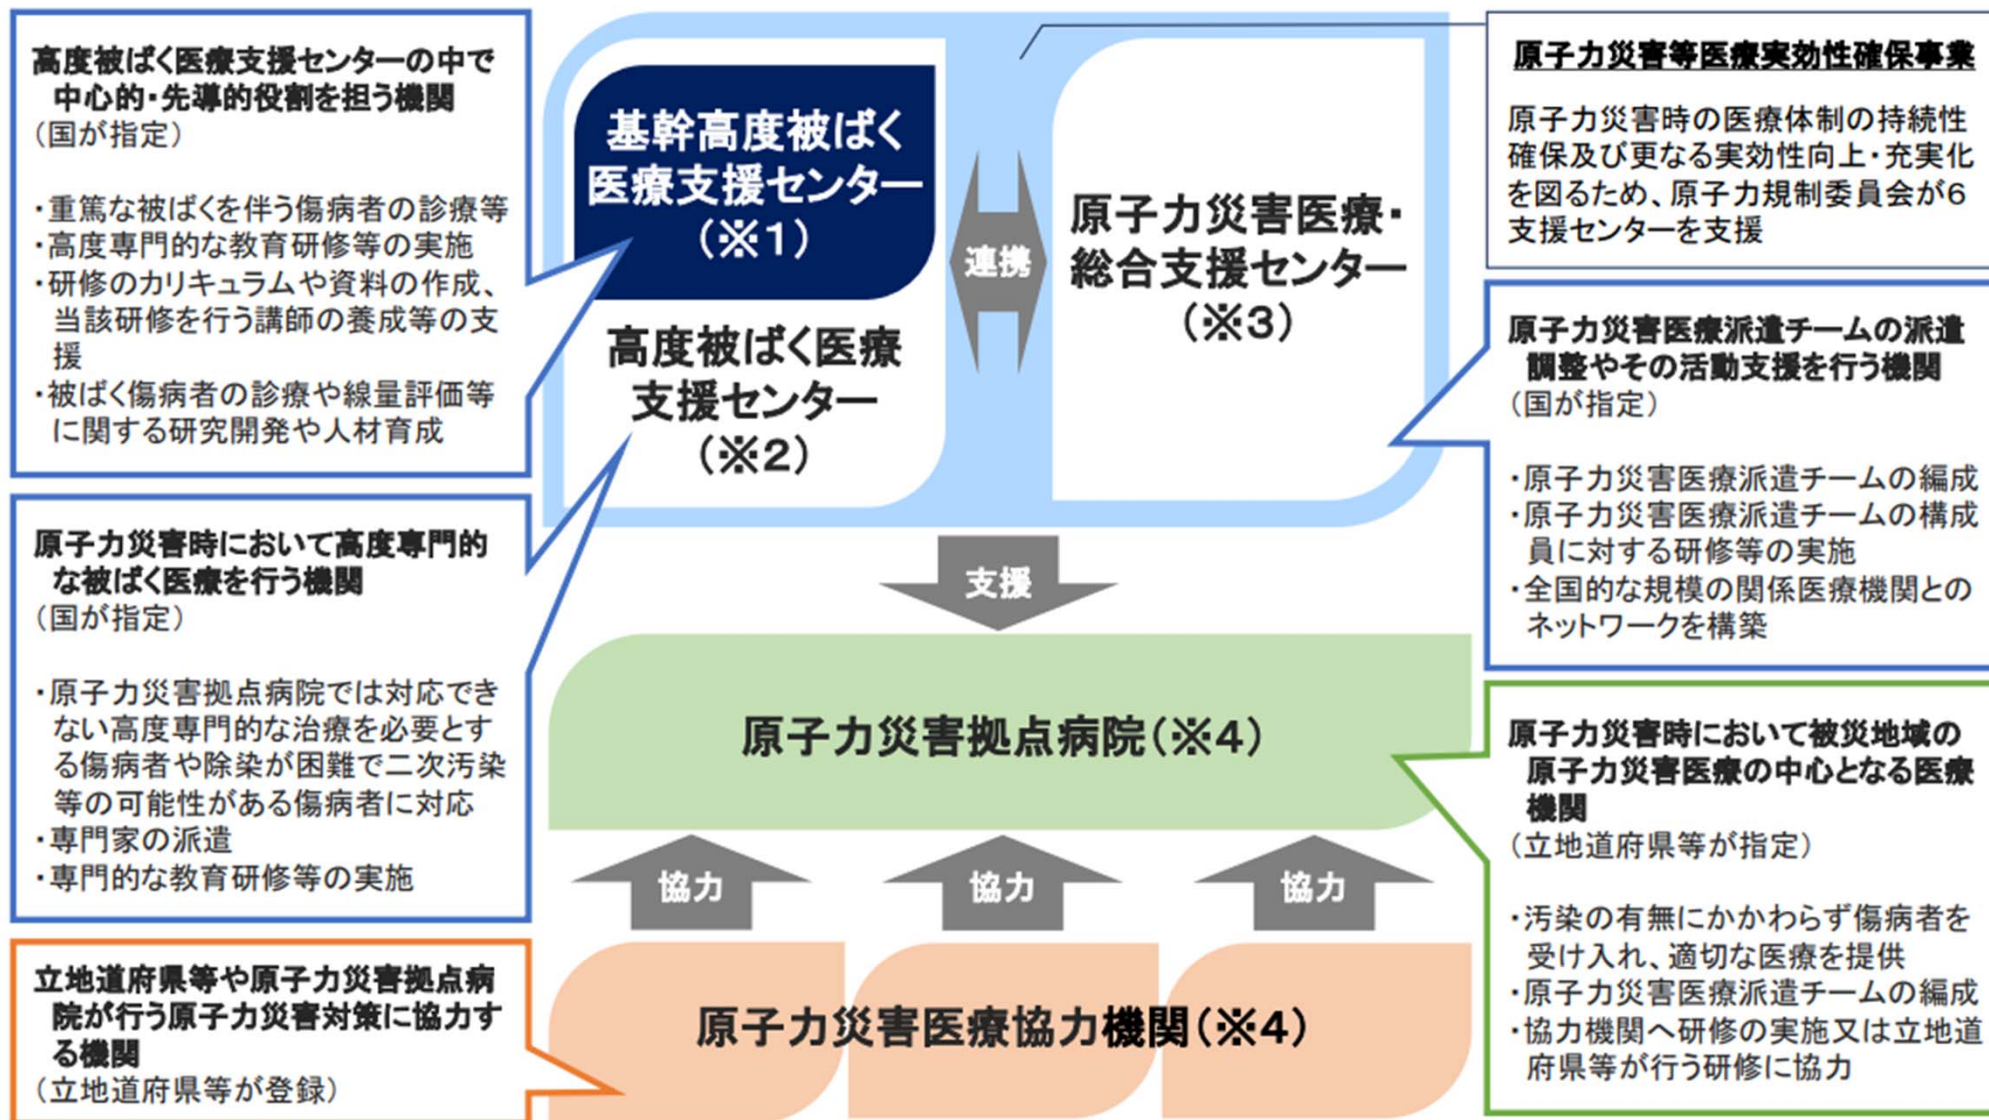 高度被ばく医療支援センターの中で
中心的・先導的役割を担う機関
（国が指定）
・重篤な被ばくを伴う傷病者の診療等
・高度専門的な教育研修等の実施
・研修のカリキュラムや資料の作成、
当該研修を行う講師の養成等の支
援
・被ばく傷病者の診療や線量評価等
に関する研究開発や人材育成
原子力災害時において高度専門的
な被ばく医療を行う機関
（国が指定）
・原子力災害拠点病院では対応でき
ない高度専門的な治療を必要とす
る傷病者や除染が困難で二次汚染
等の可能性がある傷病者に対応
・専門家の派遣
・専門的な教育研修等の実施
立地道府県等や原子力災害拠点病
院が行う原子力災害対策に協力す
る機関
（立地道府県等が登録）
基幹高度被ばく
医療支援センター
（※1）
高度被ばく医療
支援センター
（※2）
連携
原子力災害医療・
総合支援センター
（※3）
支援
原子力災害拠点病院（※4）
協力
協力
協力
原子力災害医療協力機関（※4）
原子力災害等医療実効性確保事業
原子力災害時の医療体制の持続性
確保及び更なる実効性向上・充実化
を図るため、原子力規制委員会が6
支援センターを支援
原子力災害医療派遣チームの派遣
調整やその活動支援を行う機関
（国が指定）
・原子力災害医療派遣チームの編成
・原子力災害医療派遣チームの構成
員に対する研修等の実施
・全国的な規模の関係医療機関との
ネットワークを構築
原子力災害時において被災地域の
原子力災害医療の中心となる医療
機関
（立地道府県等が指定）
・汚染の有無にかかわらず傷病者を
受け入れ、適切な医療を提供
・原子力災害医療派遣チームの編成
・協力機関へ研修の実施又は立地道
府県等が行う研修に協力